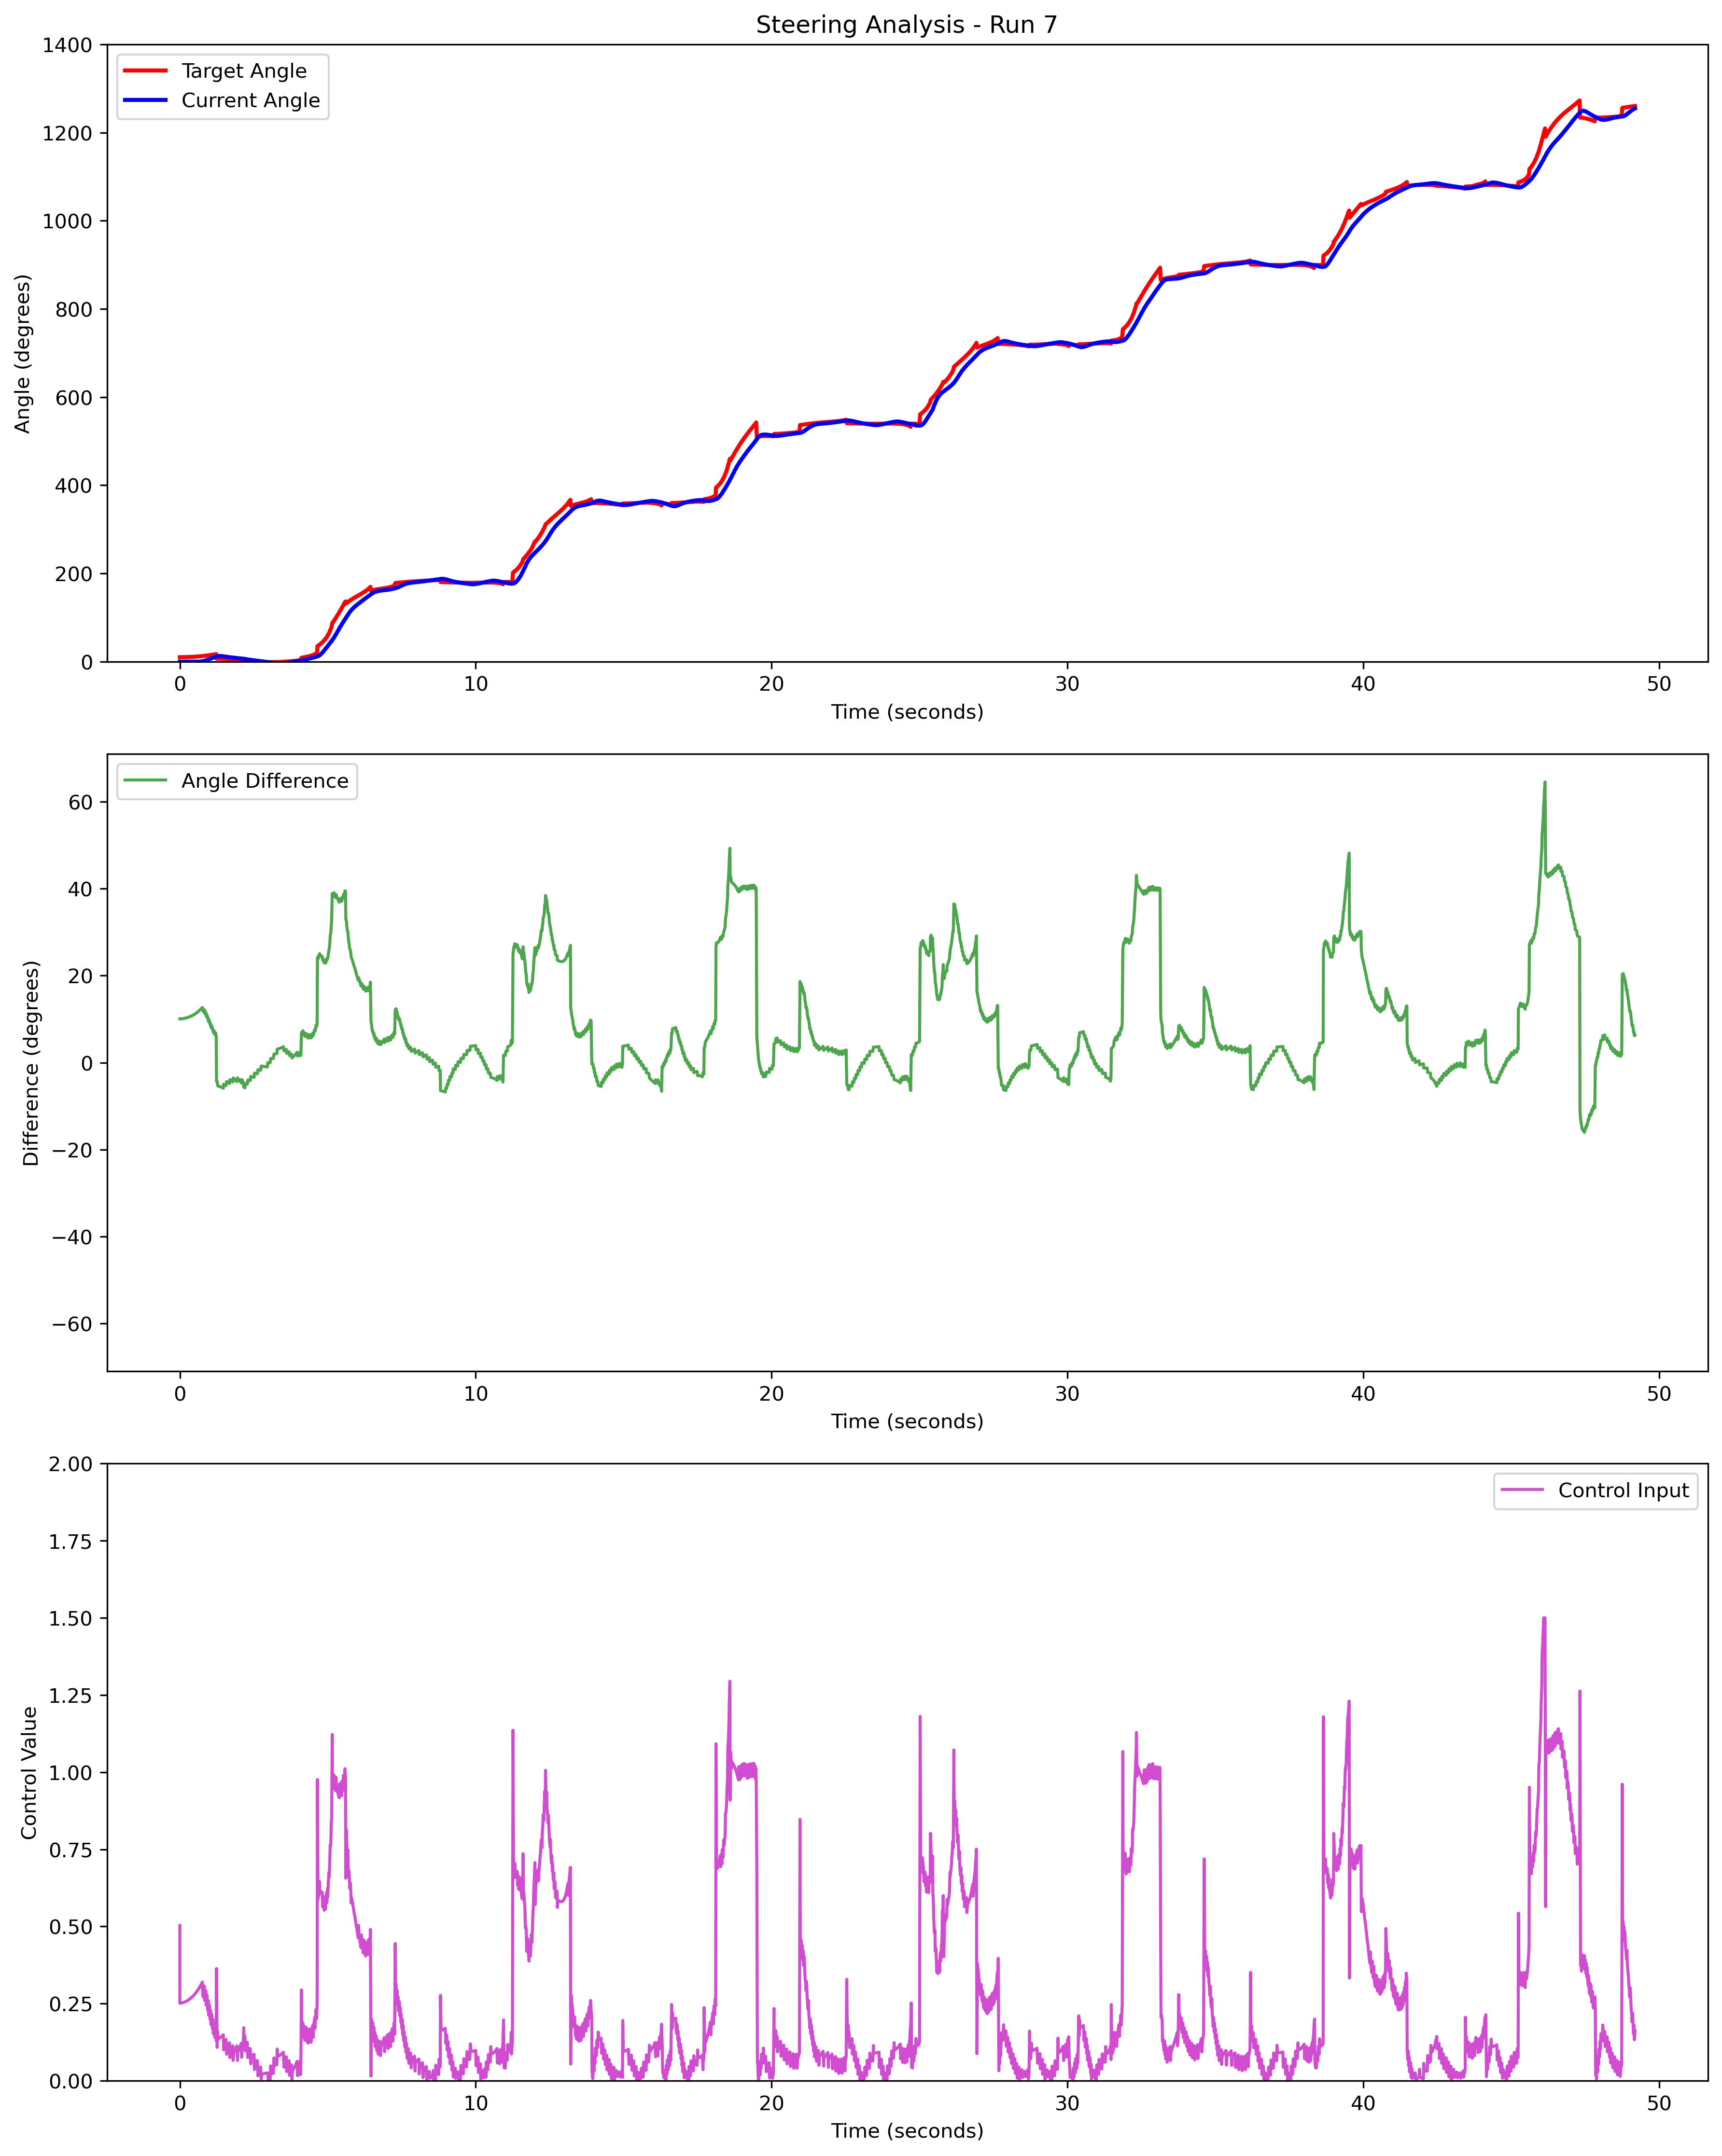 Steering Analysis - Run 7
1400
1200
1000
800
600
400
200
0
Angle (degrees)
Target Angle
Current Angle
0 10 20 30 40 50
Time (seconds)
60
40
20
0
−20
−40
−60
Difference (degrees)
Angle Difference
0 10 20 30 40 50
Time (seconds)
2.00
1.75
1.50
1.25
1.00
0.75
0.50
0.25
0.00
Control Value
Control Input
0 10 20 30 40 50
Time (seconds)